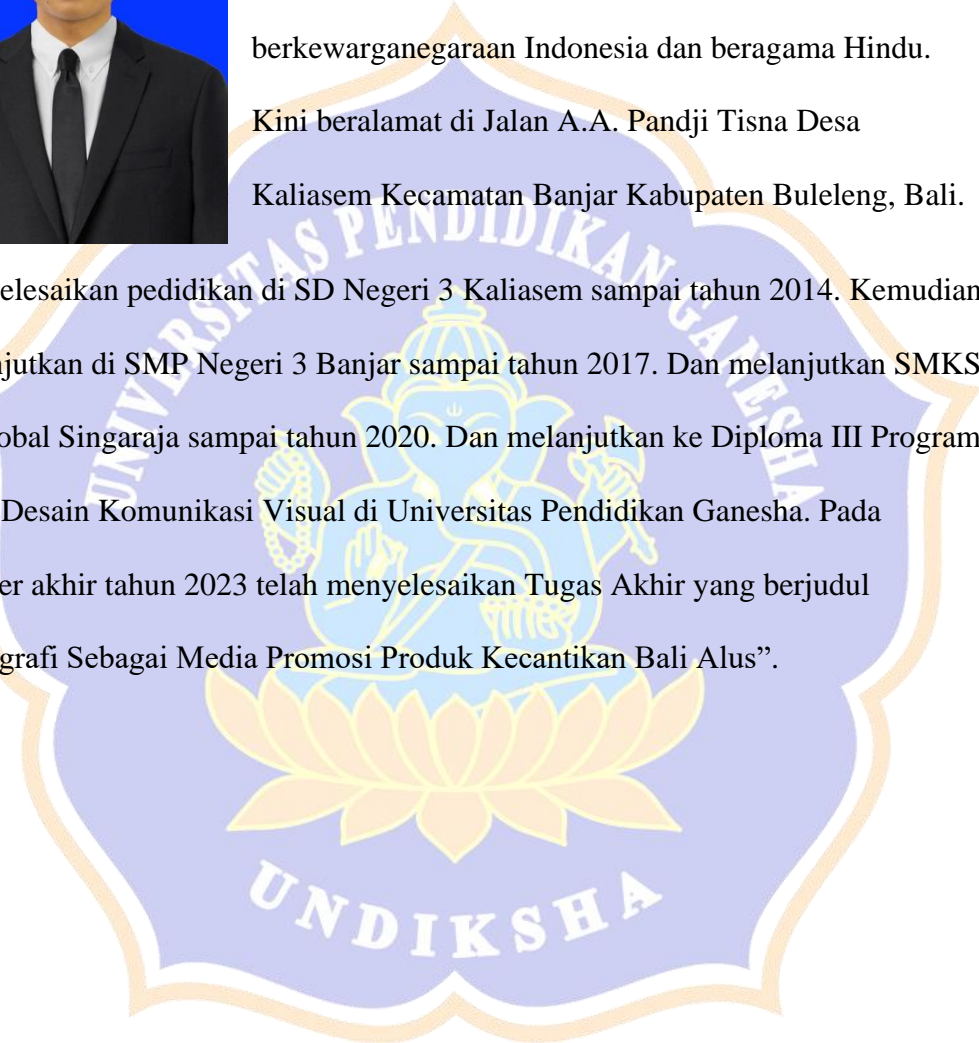 berkewarganegaraan Indonesia dan beragama Hindu.
Kini beralamat di Jalan A.A. Pandji Tisna Desa
Kaliasem Kecamatan Banjar Kabupaten Buleleng, Bali.
elesaikan pedidikan di SD Negeri 3 Kaliasem sampai tahun 2014. Kemudian
njutkan di SMP Negeri 3 Banjar sampai tahun 2017. Dan melanjutkan SMKS
obal Singaraja sampai tahun 2020. Dan melanjutkan ke Diploma III Program
Desain Komunikasi Visual di Universitas Pendidikan Ganesha. Pada
er akhir tahun 2023 telah menyelesaikan Tugas Akhir yang berjudul
grafi Sebagai Media Promosi Produk Kecantikan Bali Alus”.
UNIVERSITAS PENDIDIKAN GANESHA
UNDIKSHA